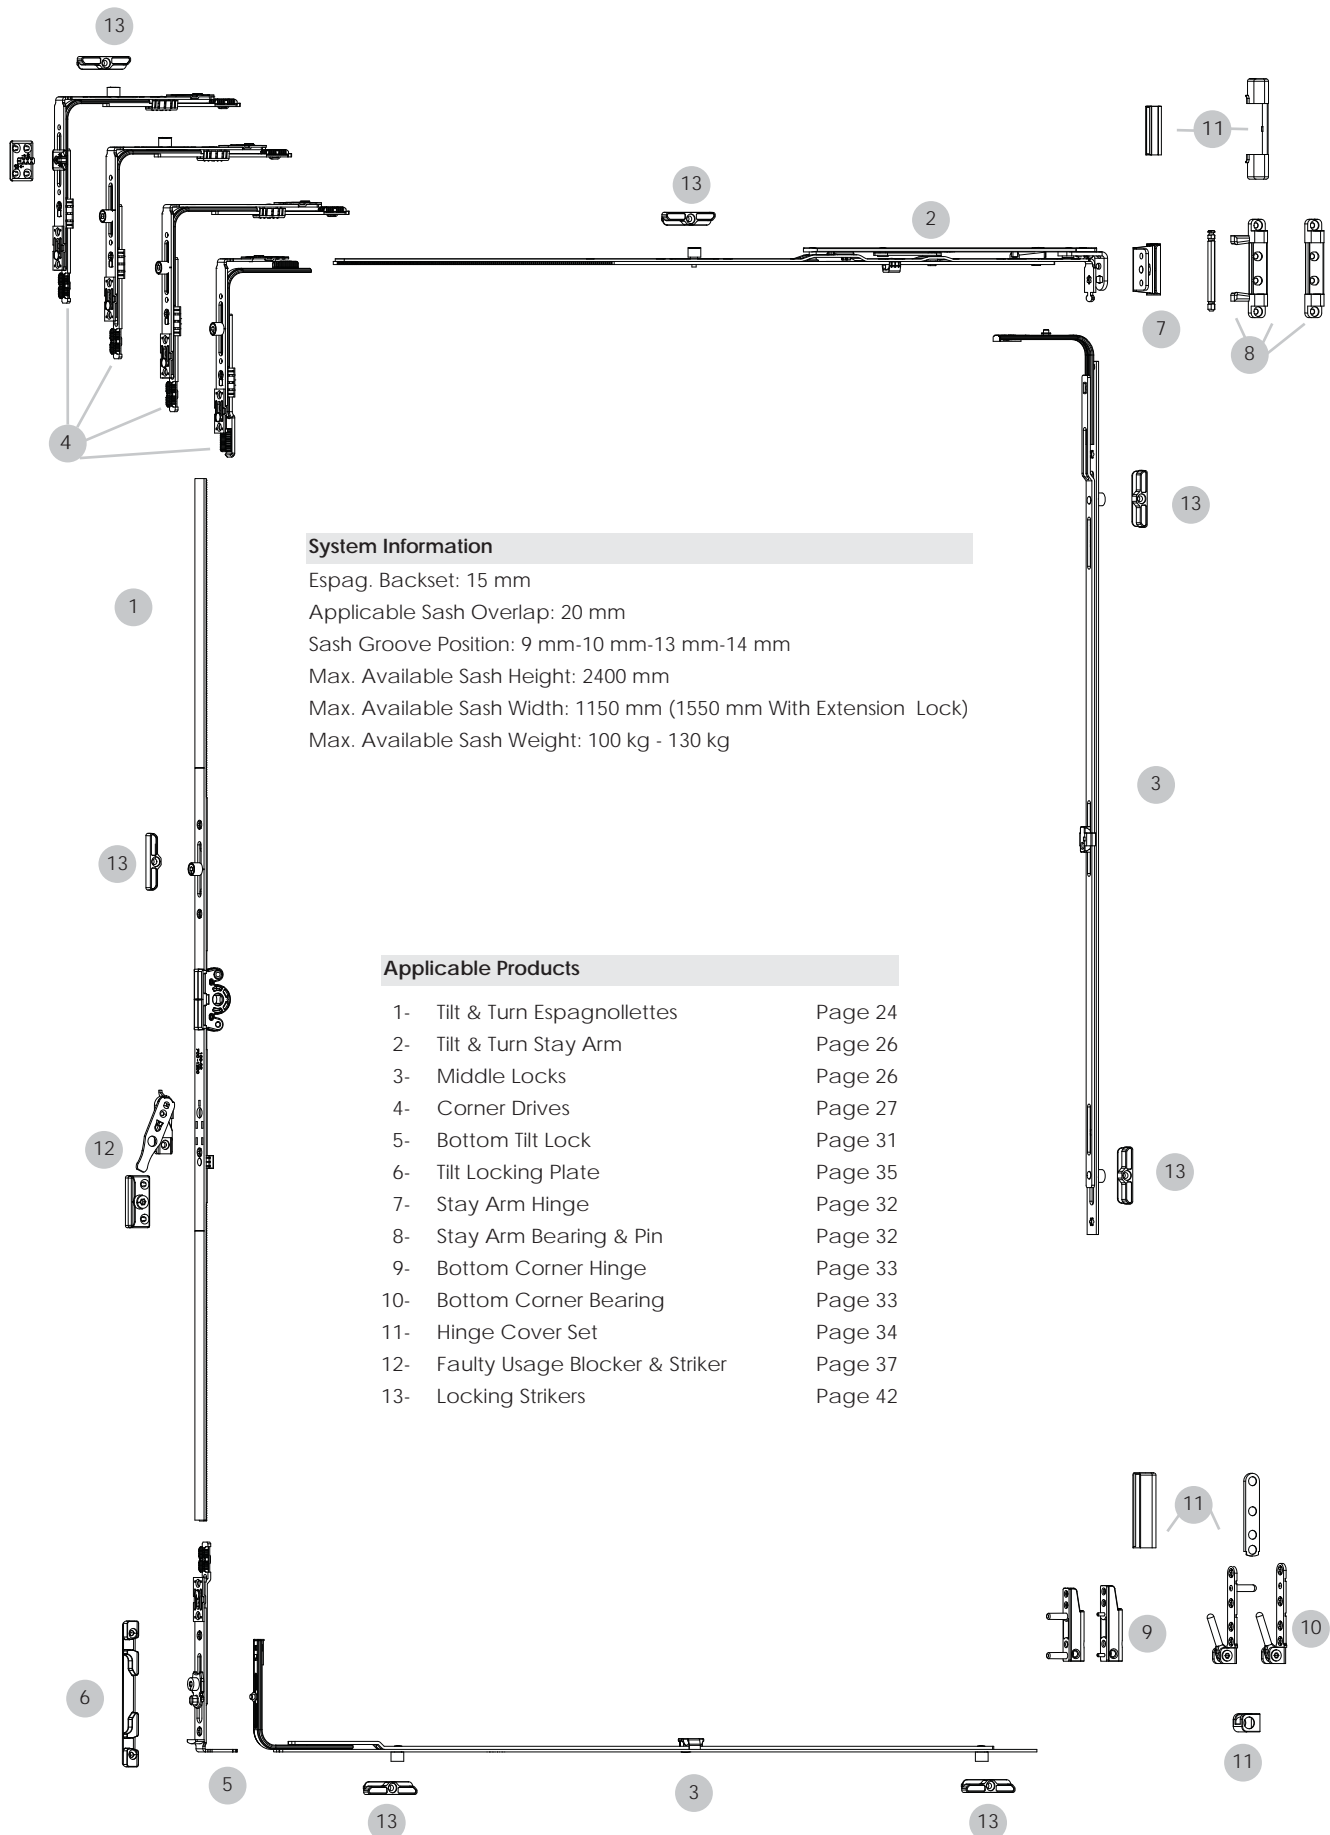 13
11
13
2
7
8
4
13
System Information
Espag. Backset: 15 mm
1
Applicable Sash Overlap: 20 mm
Sash Groove Position: 9 mm-10 mm-13 mm-14 mm
Max. Available Sash Height: 2400 mm
Max. Available Sash Width: 1150 mm (1550 mm With Extension Lock)
Max. Available Sash Weight: 100 kg - 130 kg
3
13
Applicable Products
1- Tilt & Turn Espagnollettes Page 24
2- Tilt & Turn Stay Arm Page 26
3- Middle Locks Page 26
4- Corner Drives Page 27
5- Bottom Tilt Lock Page 31
12
6- Tilt Locking Plate Page 35
13
7- Stay Arm Hinge Page 32
8- Stay Arm Bearing & Pin Page 32
9- Bottom Corner Hinge Page 33
10- Bottom Corner Bearing Page 33
11- Hinge Cover Set Page 34
12- Faulty Usage Blocker & Striker Page 37
13- Locking Strikers Page 42
11
9
10
6
11
5
3
13
13